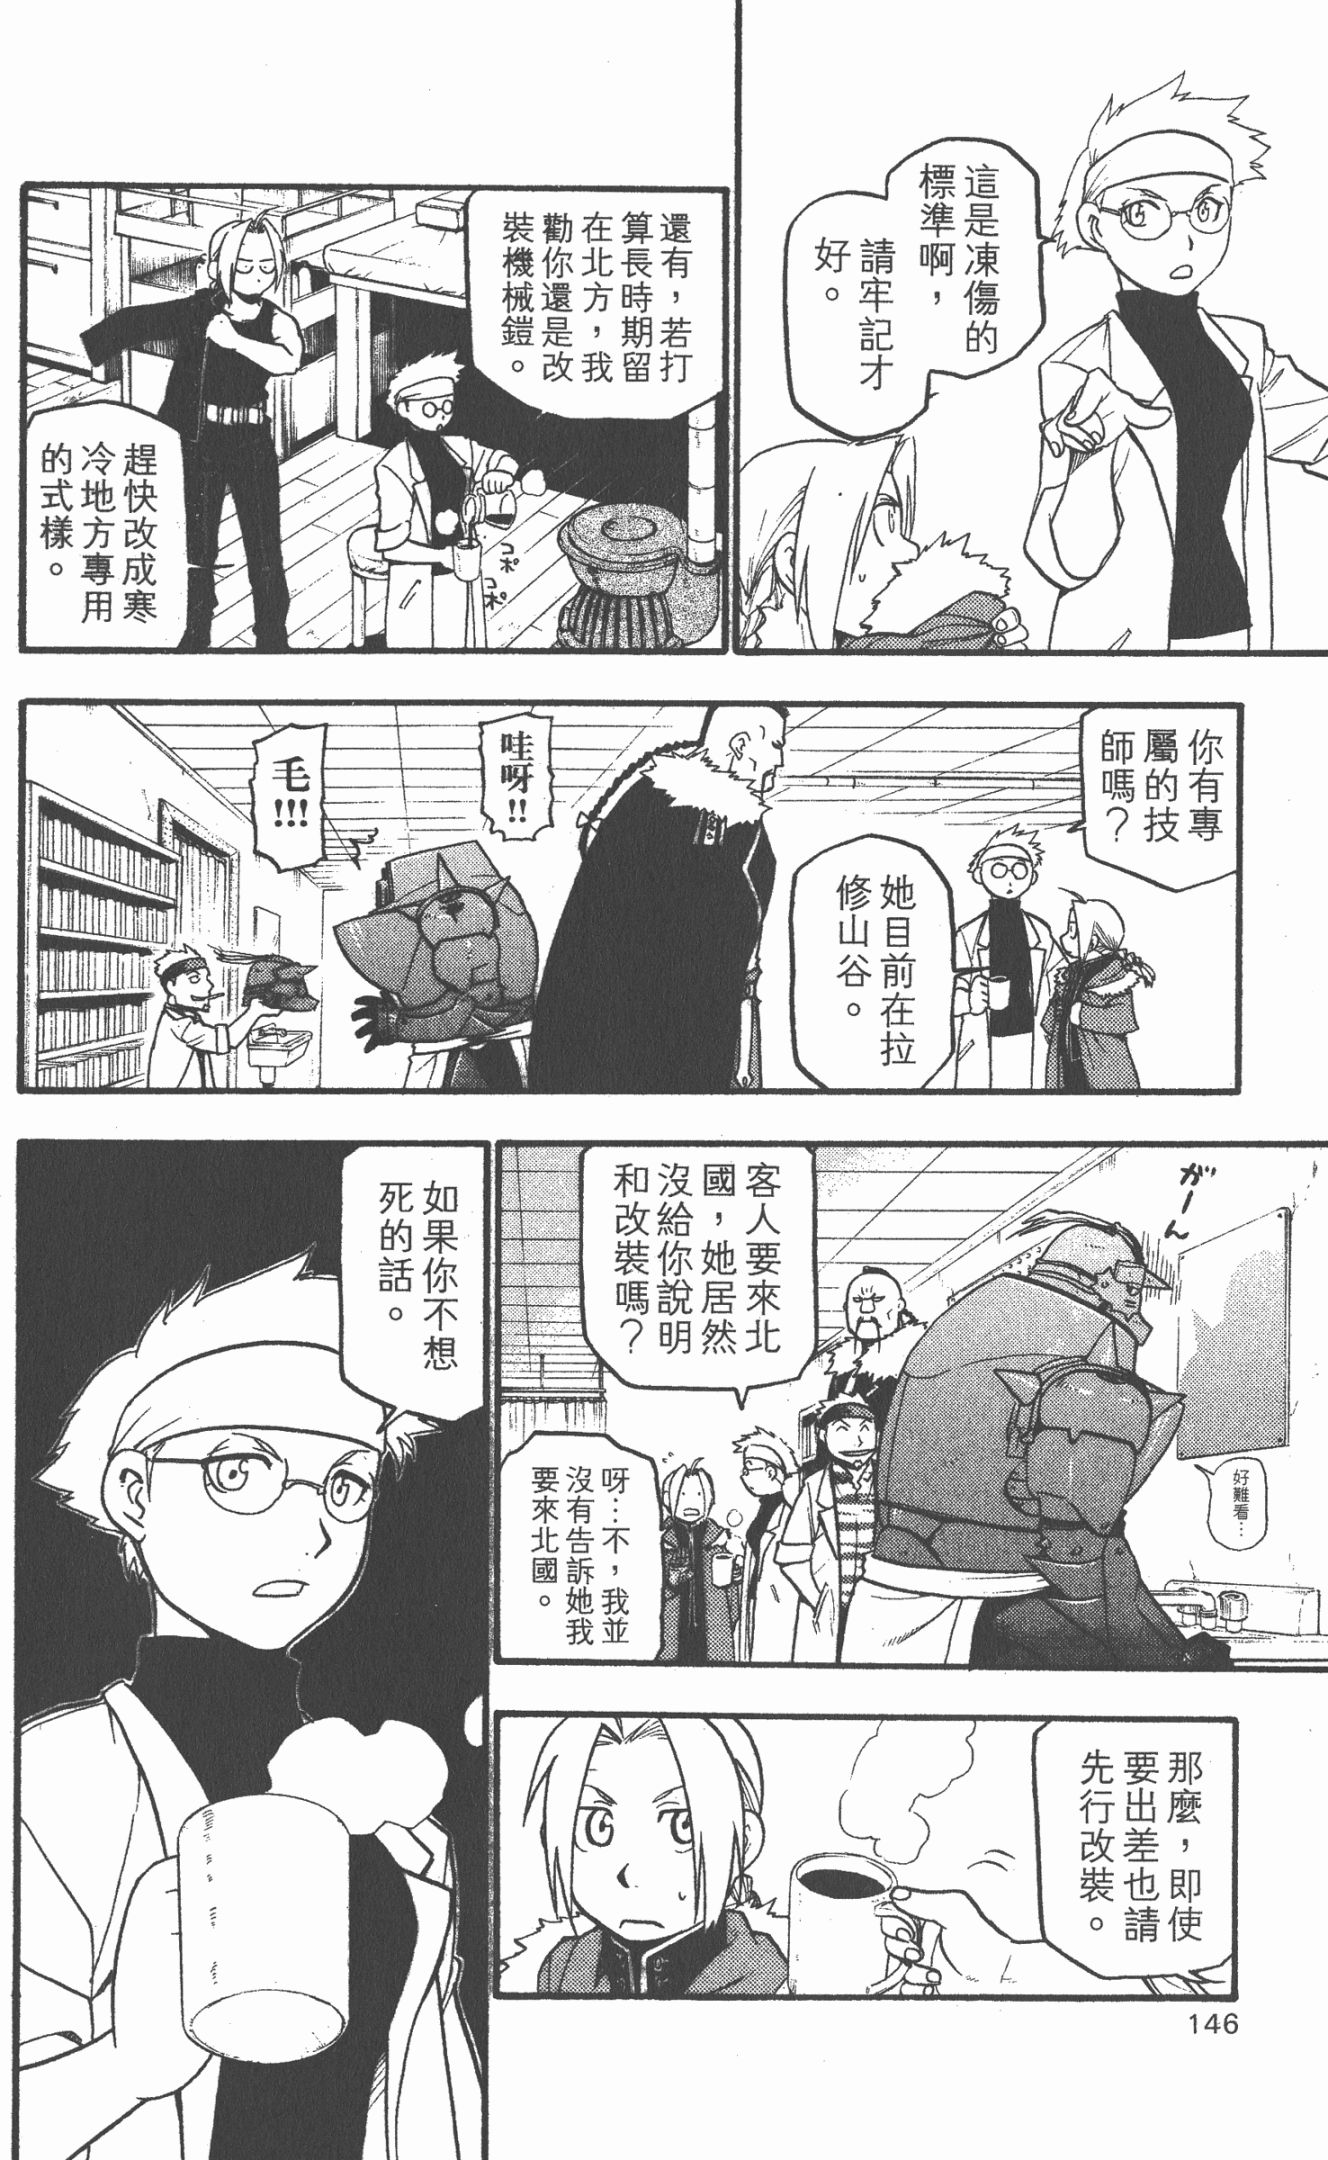 這是凍傷的
標準啊，
請牢記才
好。
還有，若打
算長時期留
在北方，我
勸你還是改
裝機械鎧。
コポ
コポ
趕快改成寒
冷地方專用
的式樣。
你有專
屬的技
師嗎？
她目前在拉
修山谷。
哇呀!!
毛!!!
がーん
好難看…
客人要來北
國，她居然
沒給你說明
和改裝嗎？
呀…不，我並
沒有告訴她我
要來北國。
那麼，即使
要出差也請
先行改裝。
如果你不想
死的話。
146